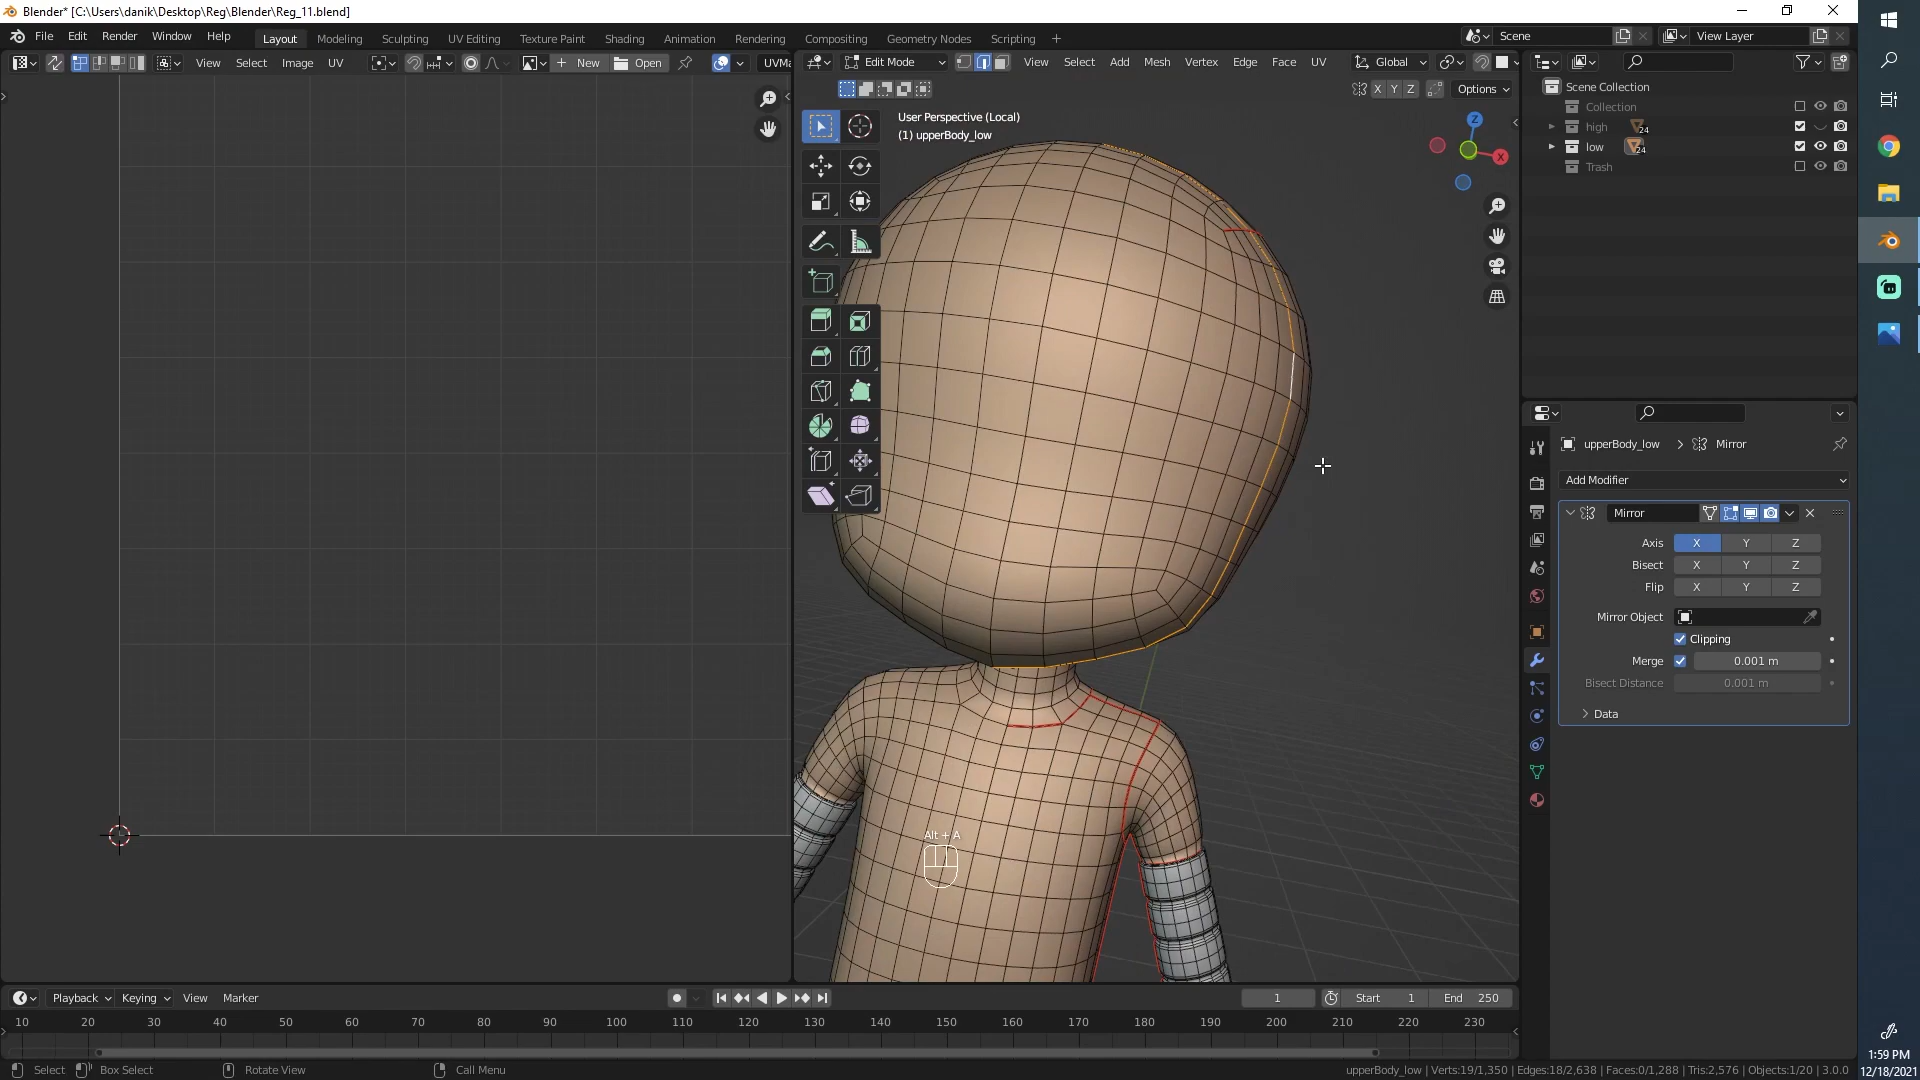 Blender* [C:\Users\danik\Desktop\Reg\Blender\Reg_11.blend]
File Edit Render Window Help Layout Modeling Sculpting UV Editing Texture Paint Shading Animation Rendering Compositing Geometry Nodes Scripting + Scene View Layer
View Select Image UV + New Open UVMa
Edit Mode View Select Add Mesh Vertex Edge Face UV Global
X Y Z Options
User Perspective (Local)
(1) upperBody_low
Z
X
Scene Collection
Collection
high 24
low 24
Trash
upperBody_low > Mirror
Add Modifier
Mirror
Axis X Y Z
Bisect X Y Z
Flip X Y Z
Mirror Object
Clipping
Merge 0.001 m
Bisect Distance 0.001 m
Data
Alt + A
Playback Keying View Marker 1 Start 1 End 250
10 20 30 40 50 60 70 80 90 100 110 120 130 140 150 160 170 180 190 200 210 220 230
Select Box Select Rotate View Call Menu upperBody_low | Verts:19/1,350 | Edges:18/2,638 | Faces:0/1,288 | Tris:2,576 | Objects:1/20 | 3.0.0
1:59 PM
12/18/2021